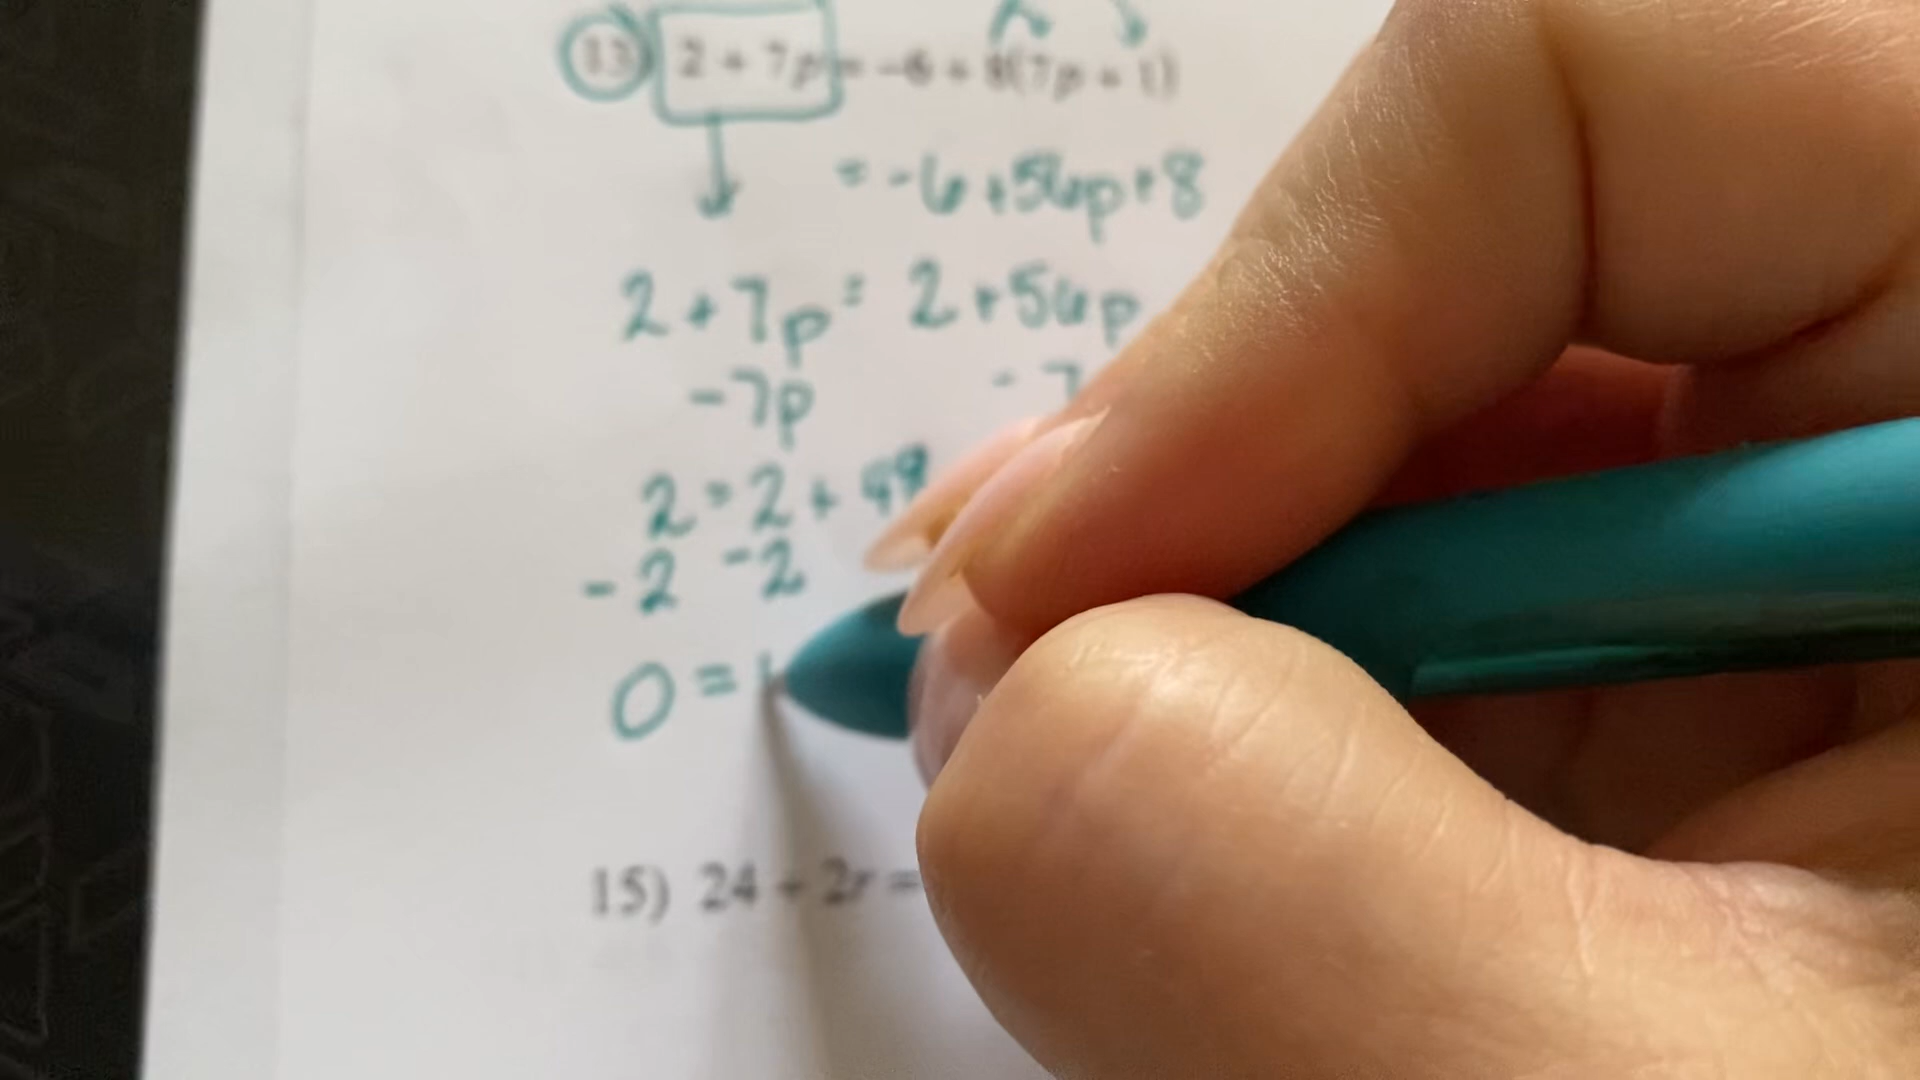 13) 2 + 7p = -6 + 8(7p + 1)
= -6 + 56p + 8
2 + 7p = 2 + 56p
-7p - 7
2 = 2 + 49
-2 -2
0 =
15) 24 + 2r =